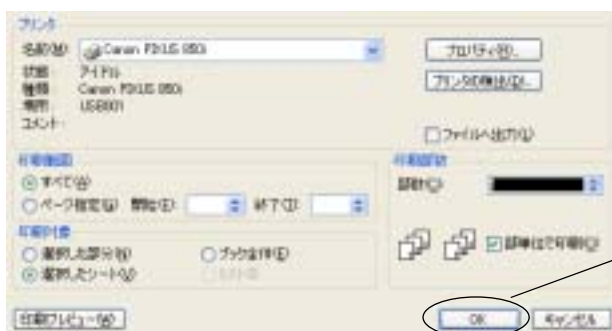 プリンタ
名前(M): Canon PIXUS 850i プロパティ(R)...
状態: アイドル
種類: Canon PIXUS 850i プリンタの検出(D)...
場所: USB001
コメント: ファイルへ出力(L)
印刷範囲 印刷部数
すべて(A) 部数(C):
ページ指定(G) 開始(F): 終了(T):
印刷対象
選択した部分(N) ブック全体(E) 部単位で印刷(O)
選択したシート(V)
印刷プレビュー(W) OK キャンセル